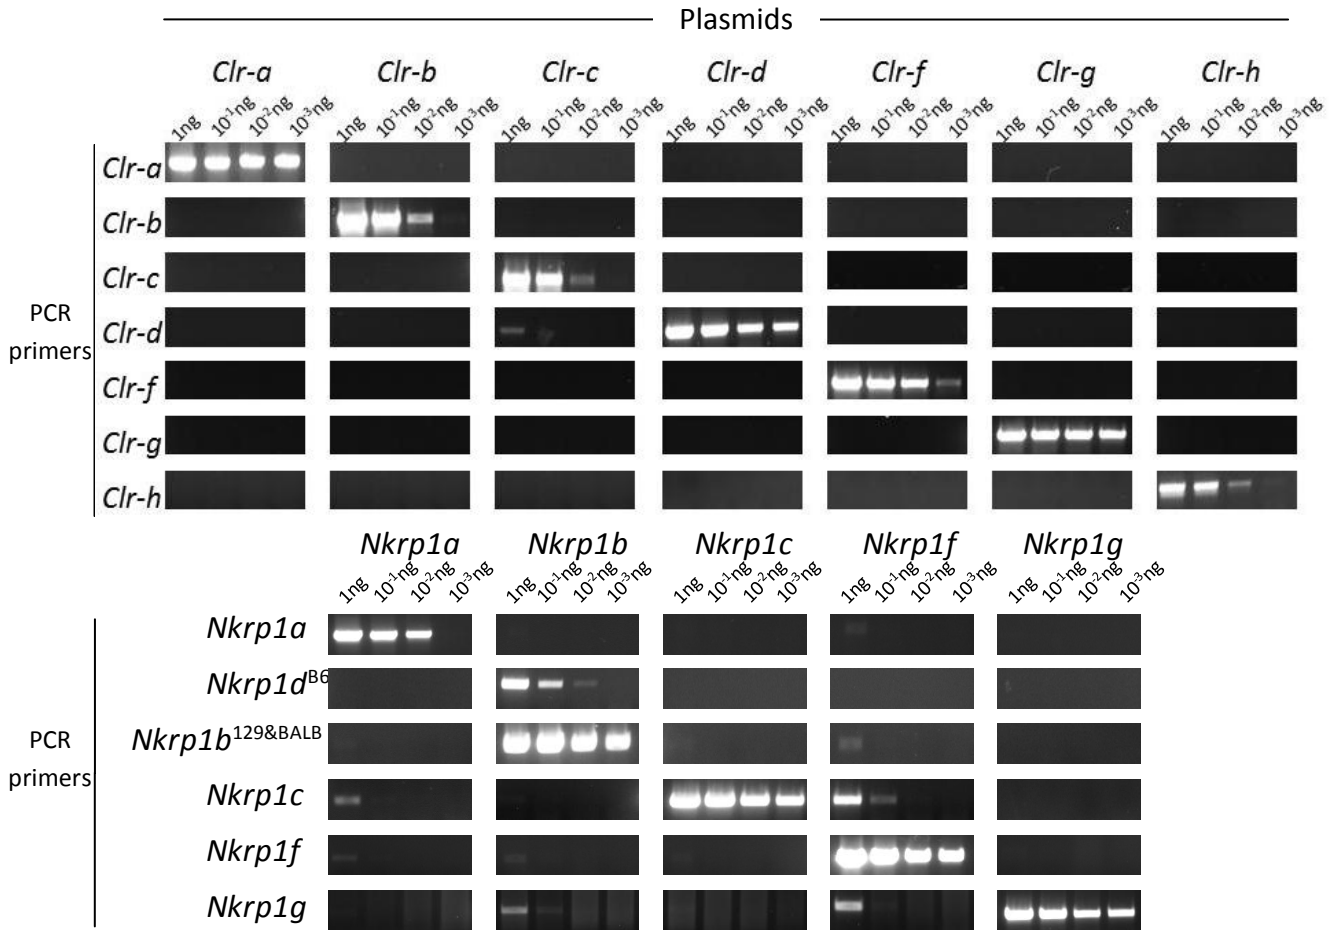 Plasmids
Clr-a Clr-b Clr-c Clr-d Clr-f Clr-g Clr-h
1ng 10⁻¹ng 10⁻²ng 10⁻³ng 1ng 10⁻¹ng 10⁻²ng 10⁻³ng 1ng 10⁻¹ng 10⁻²ng 10⁻³ng 1ng 10⁻¹ng 10⁻²ng 10⁻³ng 1ng 10⁻¹ng 10⁻²ng 10⁻³ng 1ng 10⁻¹ng 10⁻²ng 10⁻³ng 1ng 10⁻¹ng 10⁻²ng 10⁻³ng
PCR
primers
Clr-a
Clr-b
Clr-c
Clr-d
Clr-f
Clr-g
Clr-h
Nkrp1a Nkrp1b Nkrp1c Nkrp1f Nkrp1g
1ng 10⁻¹ng 10⁻²ng 10⁻³ng 1ng 10⁻¹ng 10⁻²ng 10⁻³ng 1ng 10⁻¹ng 10⁻²ng 10⁻³ng 1ng 10⁻¹ng 10⁻²ng 10⁻³ng 1ng 10⁻¹ng 10⁻²ng 10⁻³ng
PCR
primers
Nkrp1a
Nkrp1d^B6
Nkrp1b^129&BALB
Nkrp1c
Nkrp1f
Nkrp1g